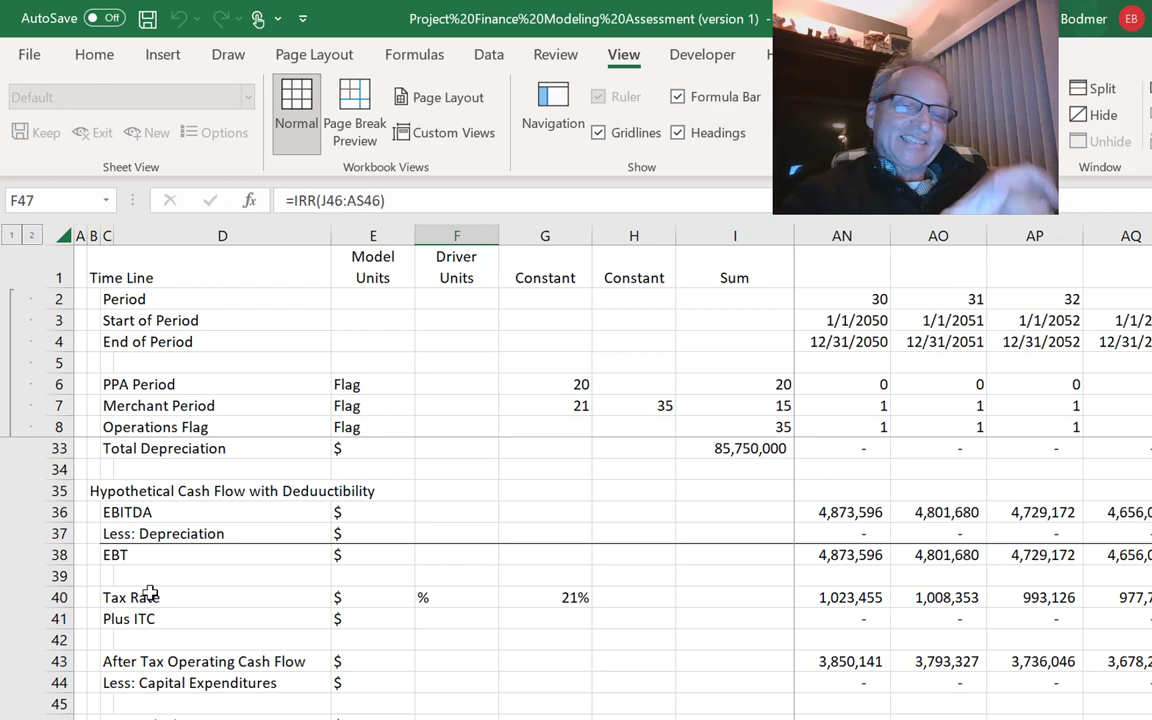 AutoSave Off Project%20Finance%20Modeling%20Assessment (version 1) - Bodmer EB
File Home Insert Draw Page Layout Formulas Data Review View Developer
Default Normal Page Break Preview Page Layout Custom Views Navigation Ruler Formula Bar Gridlines Headings Split Hide Unhide
Keep Exit New Options
Sheet View Workbook Views Show Window
F47 fx =IRR(J46:AS46)
1 2 A B C D E F G H I AN AO AP AQ
Model Driver
1 Time Line Units Units Constant Constant Sum
2 Period 30 31 32
3 Start of Period 1/1/2050 1/1/2051 1/1/2052 1/1/2
4 End of Period 12/31/2050 12/31/2051 12/31/2052 12/31/2
5
6 PPA Period Flag 20 20 0 0 0
7 Merchant Period Flag 21 35 15 1 1 1
8 Operations Flag Flag 35 1 1 1
33 Total Depreciation $ 85,750,000 - - -
34
35 Hypothetical Cash Flow with Deduuctibility
36 EBITDA $ 4,873,596 4,801,680 4,729,172 4,656,0
37 Less: Depreciation $ - - -
38 EBT $ 4,873,596 4,801,680 4,729,172 4,656,0
39
40 Tax Rate $ % 21% 1,023,455 1,008,353 993,126 977,7
41 Plus ITC $ - - -
42
43 After Tax Operating Cash Flow $ 3,850,141 3,793,327 3,736,046 3,678,2
44 Less: Capital Expenditures $ - - -
45